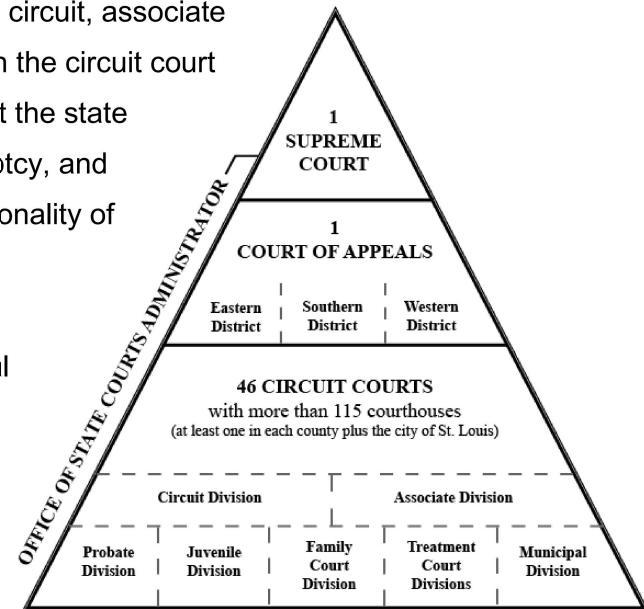 circuit, associate
the circuit court
the state
and
of
1
SUPREME
COURT
OFFICE OF STATE COURTS ADMINISTRATOR
1
COURT OF APPEALS
Eastern
District
Southern
District
Western
District
46 CIRCUIT COURTS
with more than 115 courthouses
(at least one in each county plus the city of St. Louis)
Circuit Division
Associate Division
Probate
Division
Juvenile
Division
Family
Court
Division
Treatment
Court
Divisions
Municipal
Division